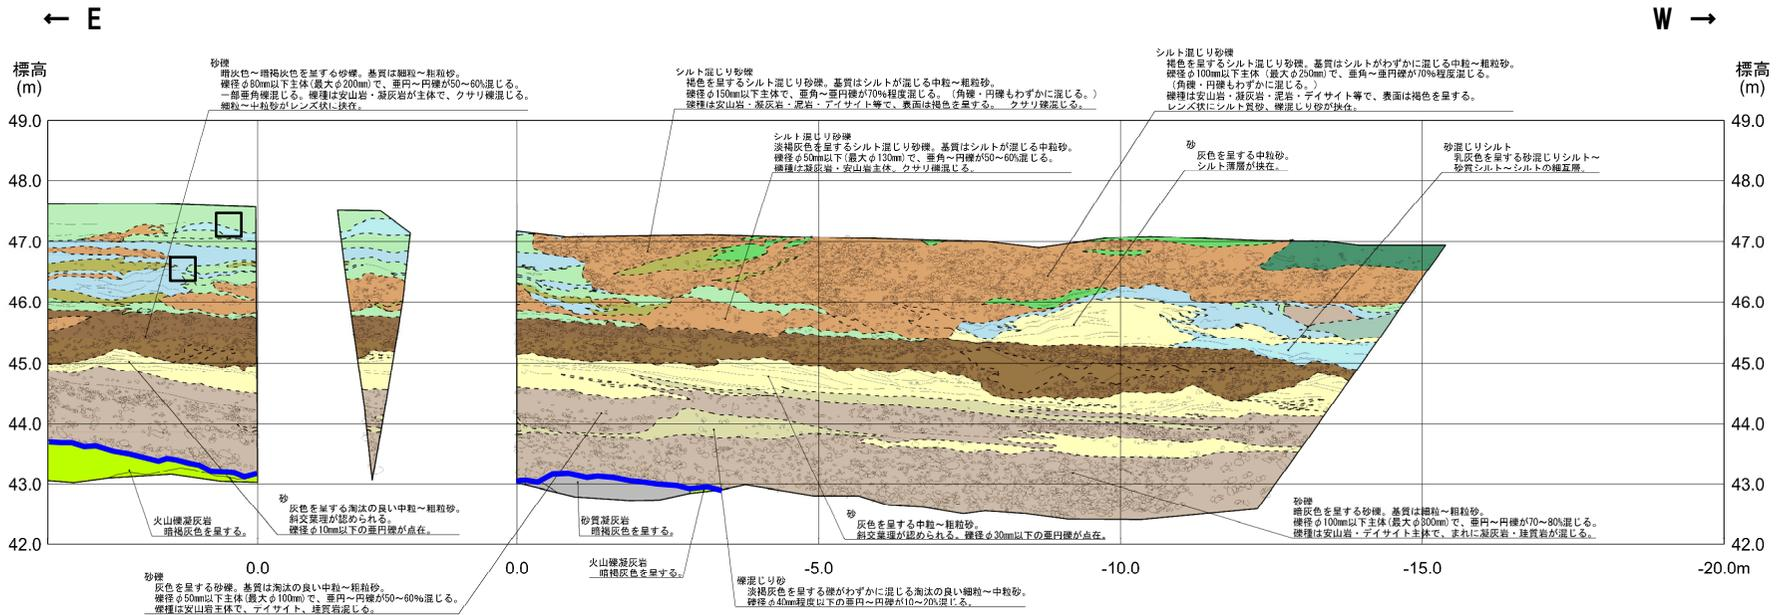 ← E
W →
標高
(m)
標高
(m)
砂礫
暗灰色～暗褐灰色を呈する砂礫。基質は細粒～粗粒砂。
礫径φ80mm以下主体(最大φ200mm)で、亜円～円礫が50～60%混じる。
一部亜角礫混じる。礫種は安山岩・凝灰岩が主体で、クサリ礫混じる。
細粒～中粒砂がレンズ状に挟在。
シルト混じり砂礫
褐色を呈するシルト混じり砂礫。基質はシルトが混じる中粒～粗粒砂。
礫径φ150mm以下主体で、亜角～亜円礫が70%程度混じる。（角礫・円礫もわずかに混じる。）
礫種は安山岩・凝灰岩・泥岩・デイサイト等で、表面は褐色を呈する。 クサリ礫混じる。
シルト混じり砂礫
褐色を呈するシルト混じり砂礫。基質はシルトがわずかに混じる中粒～粗粒砂。
礫径φ100mm以下主体（最大φ250mm)で、亜角～亜円礫が70%程度混じる。
（角礫・円礫もわずかに混じる。）
礫種は安山岩・凝灰岩・泥岩・デイサイト等で、表面は褐色を呈する。
レンズ状にシルト質砂、礫混じり砂が挟在。
シルト混じり砂礫
淡褐灰色を呈するシルト混じり砂礫。基質はシルトが混じる中粒砂。
礫径φ50mm以下(最大φ130mm)で、亜角～円礫が50～60%混じる。
礫種は凝灰岩・安山岩主体。クサリ礫混じる。
砂
灰色を呈する中粒砂。
シルト薄層が挟在。
砂混じりシルト
乳灰色を呈する砂混じりシルト～
砂質シルト～シルトの細互層。
49.0
48.0
47.0
46.0
45.0
44.0
43.0
42.0
49.0
48.0
47.0
46.0
45.0
44.0
43.0
42.0
火山礫凝灰岩
暗褐灰色を呈する。
砂
灰色を呈する淘汰の良い中粒～粗粒砂。
斜交葉理が認められる。
礫径φ10mm以下の亜円礫が点在。
砂質凝灰岩
暗褐灰色を呈する。
火山礫凝灰岩
暗褐灰色を呈する。
砂
灰色を呈する中粒～粗粒砂。
斜交葉理が認められる。礫径φ30mm以下の亜円礫が点在。
砂礫
暗灰色を呈する砂礫。基質は細粒～粗粒砂。
礫径φ100mm以下主体(最大φ300mm)で、亜円～円礫が70～80%混じる。
礫種は安山岩・デイサイト主体で、まれに凝灰岩・珪質岩が混じる。
0.0
0.0
-5.0
-10.0
-15.0
-20.0m
砂礫
灰色を呈する砂礫。基質は淘汰の良い中粒～粗粒砂。
礫径φ50mm以下主体(最大φ100mm)で、亜円～円礫が50～60%混じる。
礫種は安山岩主体で、デイサイト、珪質岩混じる。
礫混じり砂
淡褐灰色を呈する礫がわずかに混じる淘汰の良い細粒～中粒砂。
礫径φ40mm程度以下の亜円～円礫が10～20%混じる。